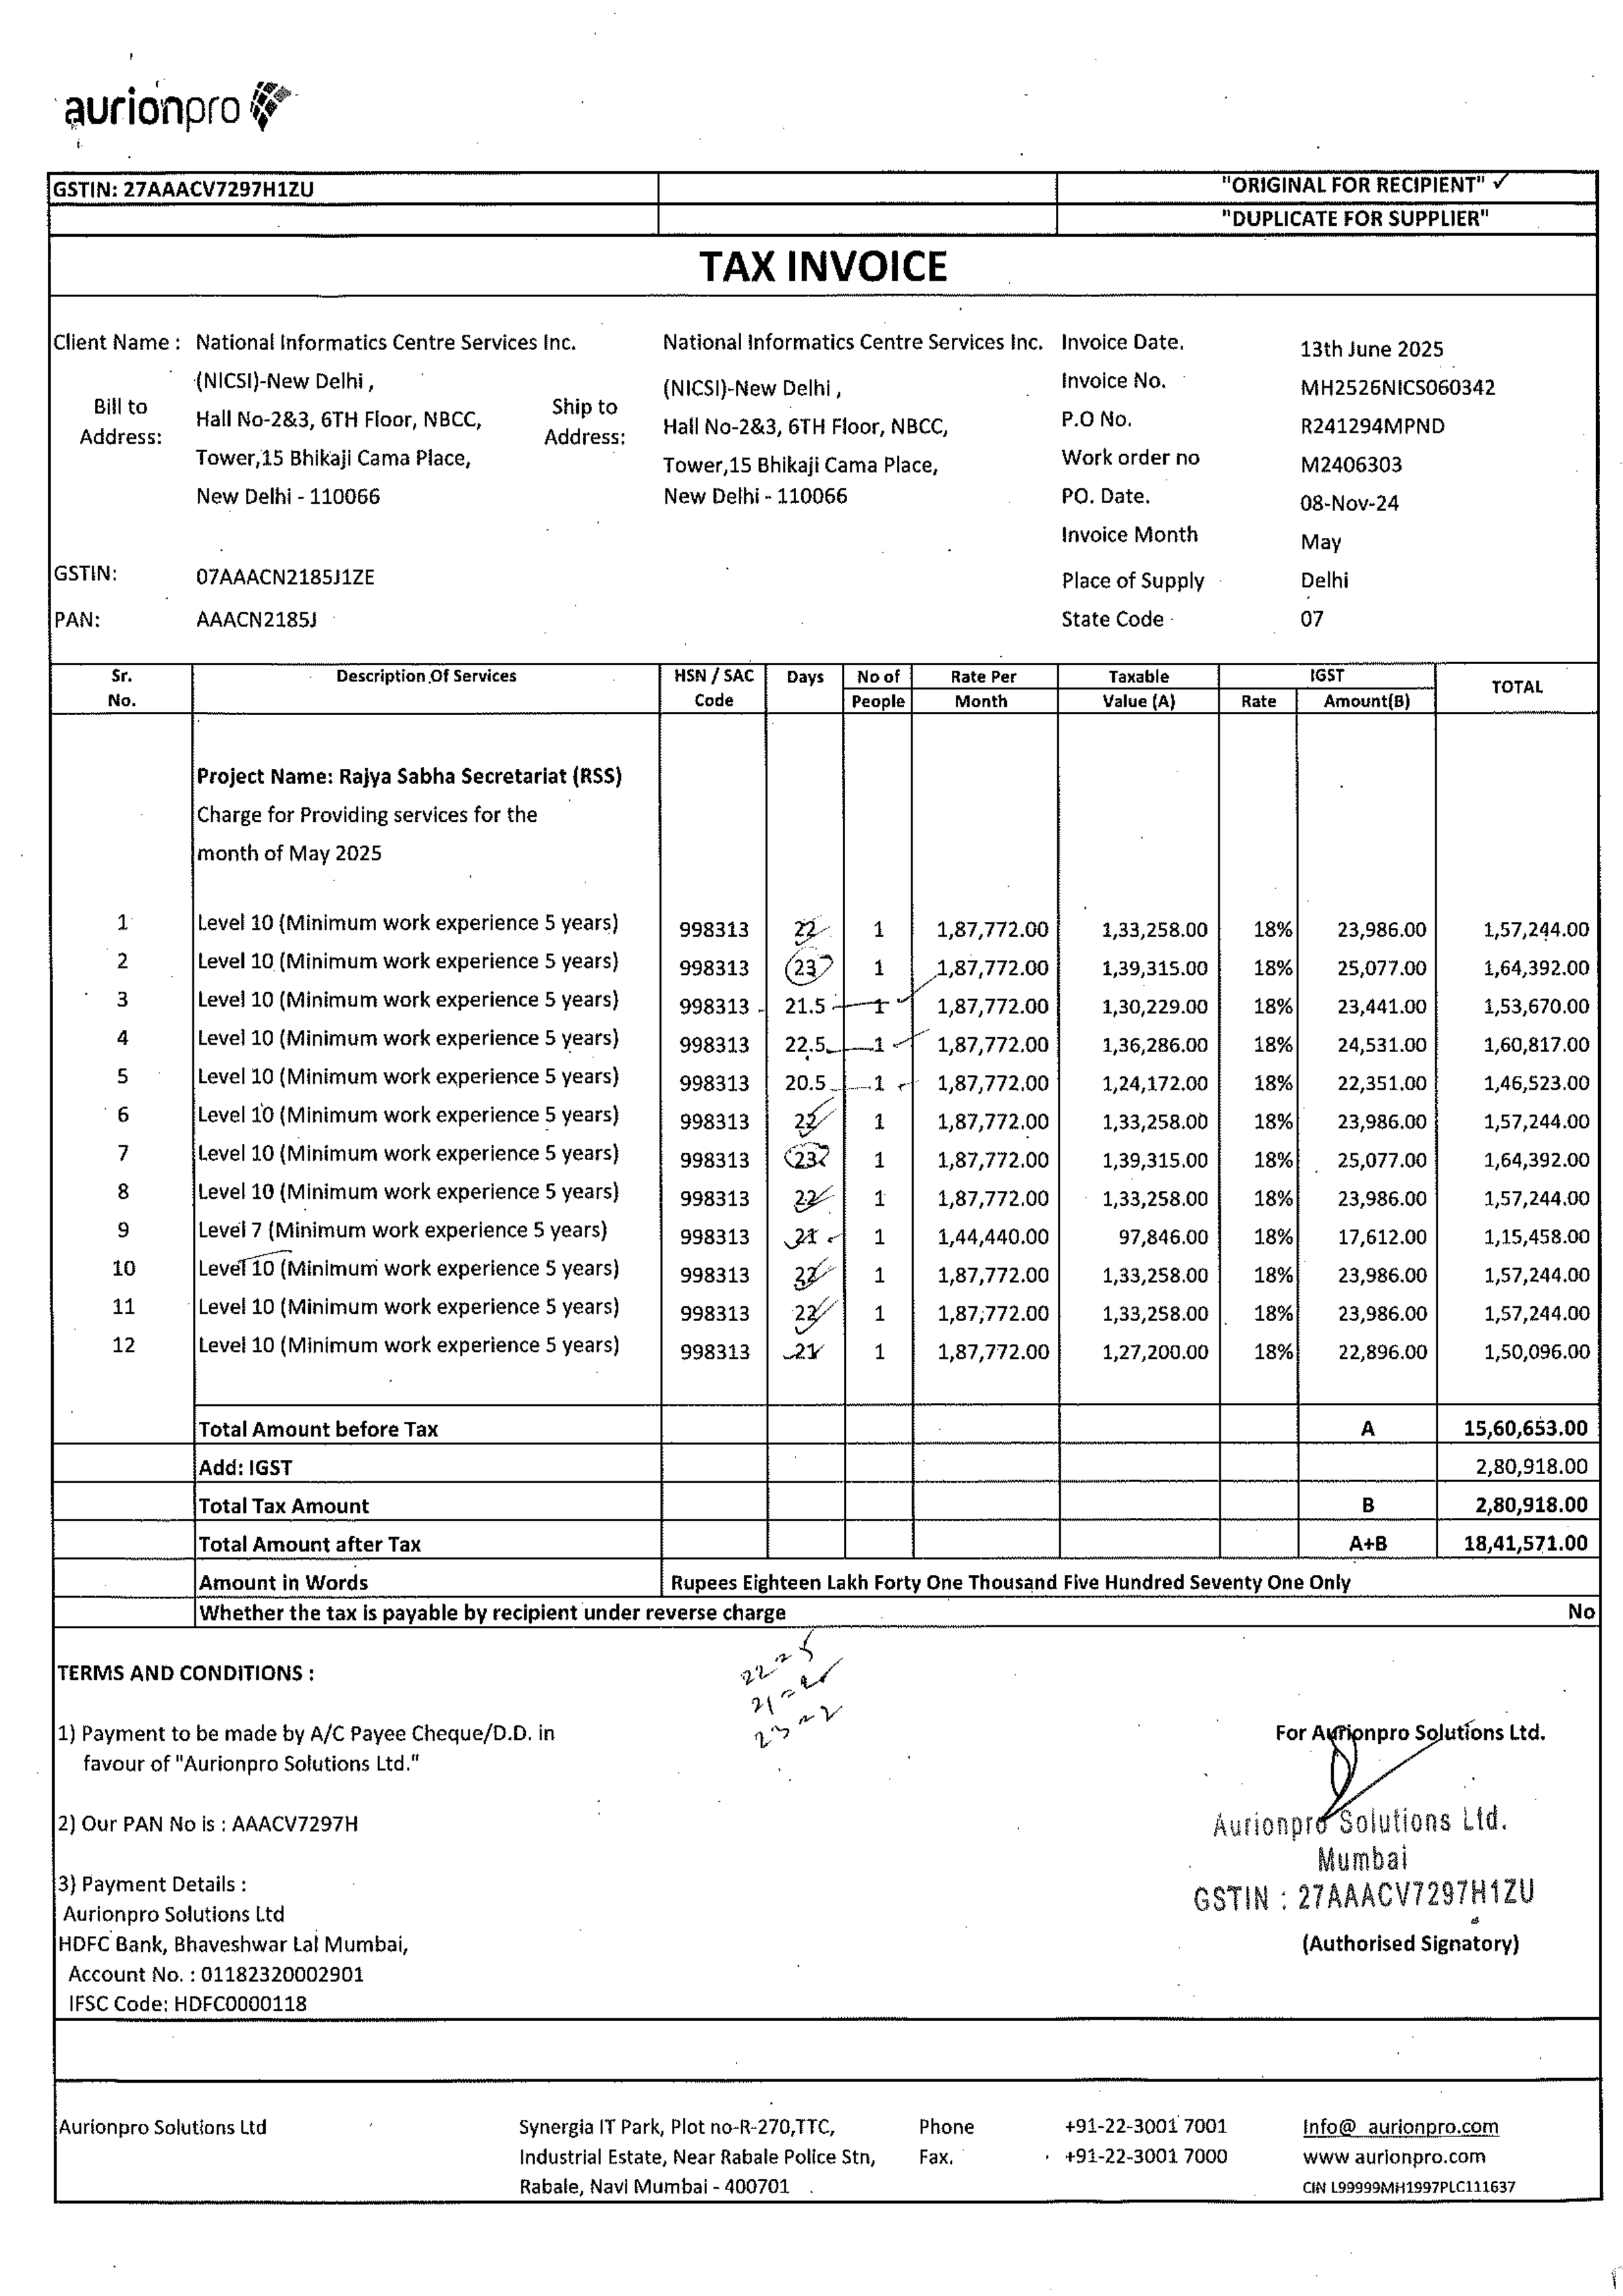 aurionpro
GSTIN: 27AAACV7297H1ZU "ORIGINAL FOR RECIPIENT" ✓
"DUPLICATE FOR SUPPLIER"
TAX INVOICE
Client Name : National Informatics Centre Services Inc. National Informatics Centre Services Inc. Invoice Date. 13th June 2025
Bill to Address: (NICSI)-New Delhi , Ship to Address: (NICSI)-New Delhi , Invoice No. MH2526NICS060342
Hall No-2&3, 6TH Floor, NBCC, Hall No-2&3, 6TH Floor, NBCC, P.O No. R241294MPND
Tower,15 Bhikaji Cama Place, Tower,15 Bhikaji Cama Place, Work order no M2406303
New Delhi - 110066 New Delhi - 110066 PO. Date. 08-Nov-24
Invoice Month May
GSTIN: 07AAACN2185J1ZE Place of Supply Delhi
PAN: AAACN2185J State Code 07
Sr. No. Description Of Services HSN / SAC Code Days No of People Rate Per Month Taxable Value (A) IGST Rate Amount(B) TOTAL
Project Name: Rajya Sabha Secretariat (RSS)
Charge for Providing services for the
month of May 2025
1 Level 10 (Minimum work experience 5 years) 998313 22 1 1,87,772.00 1,33,258.00 18% 23,986.00 1,57,244.00
2 Level 10 (Minimum work experience 5 years) 998313 23 1 1,87,772.00 1,39,315.00 18% 25,077.00 1,64,392.00
3 Level 10 (Minimum work experience 5 years) 998313 21.5 1 1,87,772.00 1,30,229.00 18% 23,441.00 1,53,670.00
4 Level 10 (Minimum work experience 5 years) 998313 22.5 1 1,87,772.00 1,36,286.00 18% 24,531.00 1,60,817.00
5 Level 10 (Minimum work experience 5 years) 998313 20.5 1 1,87,772.00 1,24,172.00 18% 22,351.00 1,46,523.00
6 Level 10 (Minimum work experience 5 years) 998313 22 1 1,87,772.00 1,33,258.00 18% 23,986.00 1,57,244.00
7 Level 10 (Minimum work experience 5 years) 998313 23 1 1,87,772.00 1,39,315.00 18% 25,077.00 1,64,392.00
8 Level 10 (Minimum work experience 5 years) 998313 22 1 1,87,772.00 1,33,258.00 18% 23,986.00 1,57,244.00
9 Level 7 (Minimum work experience 5 years) 998313 21 1 1,44,440.00 97,846.00 18% 17,612.00 1,15,458.00
10 Level 10 (Minimum work experience 5 years) 998313 22 1 1,87,772.00 1,33,258.00 18% 23,986.00 1,57,244.00
11 Level 10 (Minimum work experience 5 years) 998313 22 1 1,87,772.00 1,33,258.00 18% 23,986.00 1,57,244.00
12 Level 10 (Minimum work experience 5 years) 998313 21 1 1,87,772.00 1,27,200.00 18% 22,896.00 1,50,096.00
Total Amount before Tax A 15,60,653.00
Add: IGST 2,80,918.00
Total Tax Amount B 2,80,918.00
Total Amount after Tax A+B 18,41,571.00
Amount in Words Rupees Eighteen Lakh Forty One Thousand Five Hundred Seventy One Only
Whether the tax is payable by recipient under reverse charge No
22 - 5
21 -
23 - 2
TERMS AND CONDITIONS :
1) Payment to be made by A/C Payee Cheque/D.D. in
favour of "Aurionpro Solutions Ltd."
2) Our PAN No is : AAACV7297H
3) Payment Details :
Aurionpro Solutions Ltd
HDFC Bank, Bhaveshwar Lal Mumbai,
Account No. : 01182320002901
IFSC Code: HDFC0000118
For Aurionpro Solutions Ltd.
Aurionpro Solutions Ltd.
Mumbai
GSTIN : 27AAACV7297H1ZU
(Authorised Signatory)
Aurionpro Solutions Ltd Synergia IT Park, Plot no-R-270,TTC, Phone +91-22-3001 7001 Info@ aurionpro.com
Industrial Estate, Near Rabale Police Stn, Fax. +91-22-3001 7000 www aurionpro.com
Rabale, Navi Mumbai - 400701 CIN L99999MH1997PLC111637